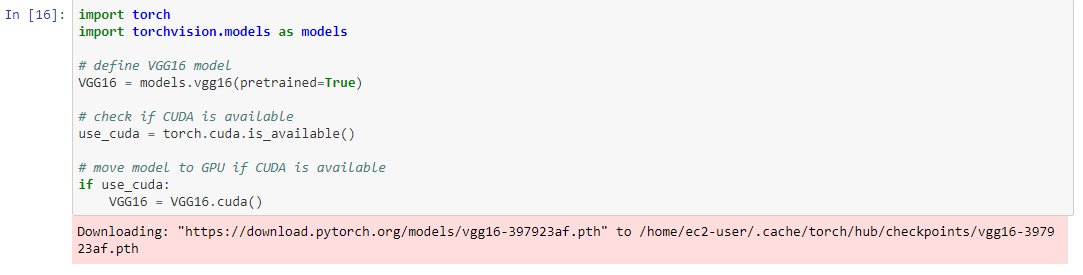 In [16]: import torch
import torchvision.models as models
# define VGG16 model
VGG16 = models.vgg16(pretrained=True)
# check if CUDA is available
use_cuda = torch.cuda.is_available()
# move model to GPU if CUDA is available
if use_cuda:
    VGG16 = VGG16.cuda()
Downloading: "https://download.pytorch.org/models/vgg16-397923af.pth" to /home/ec2-user/.cache/torch/hub/checkpoints/vgg16-3979
23af.pth